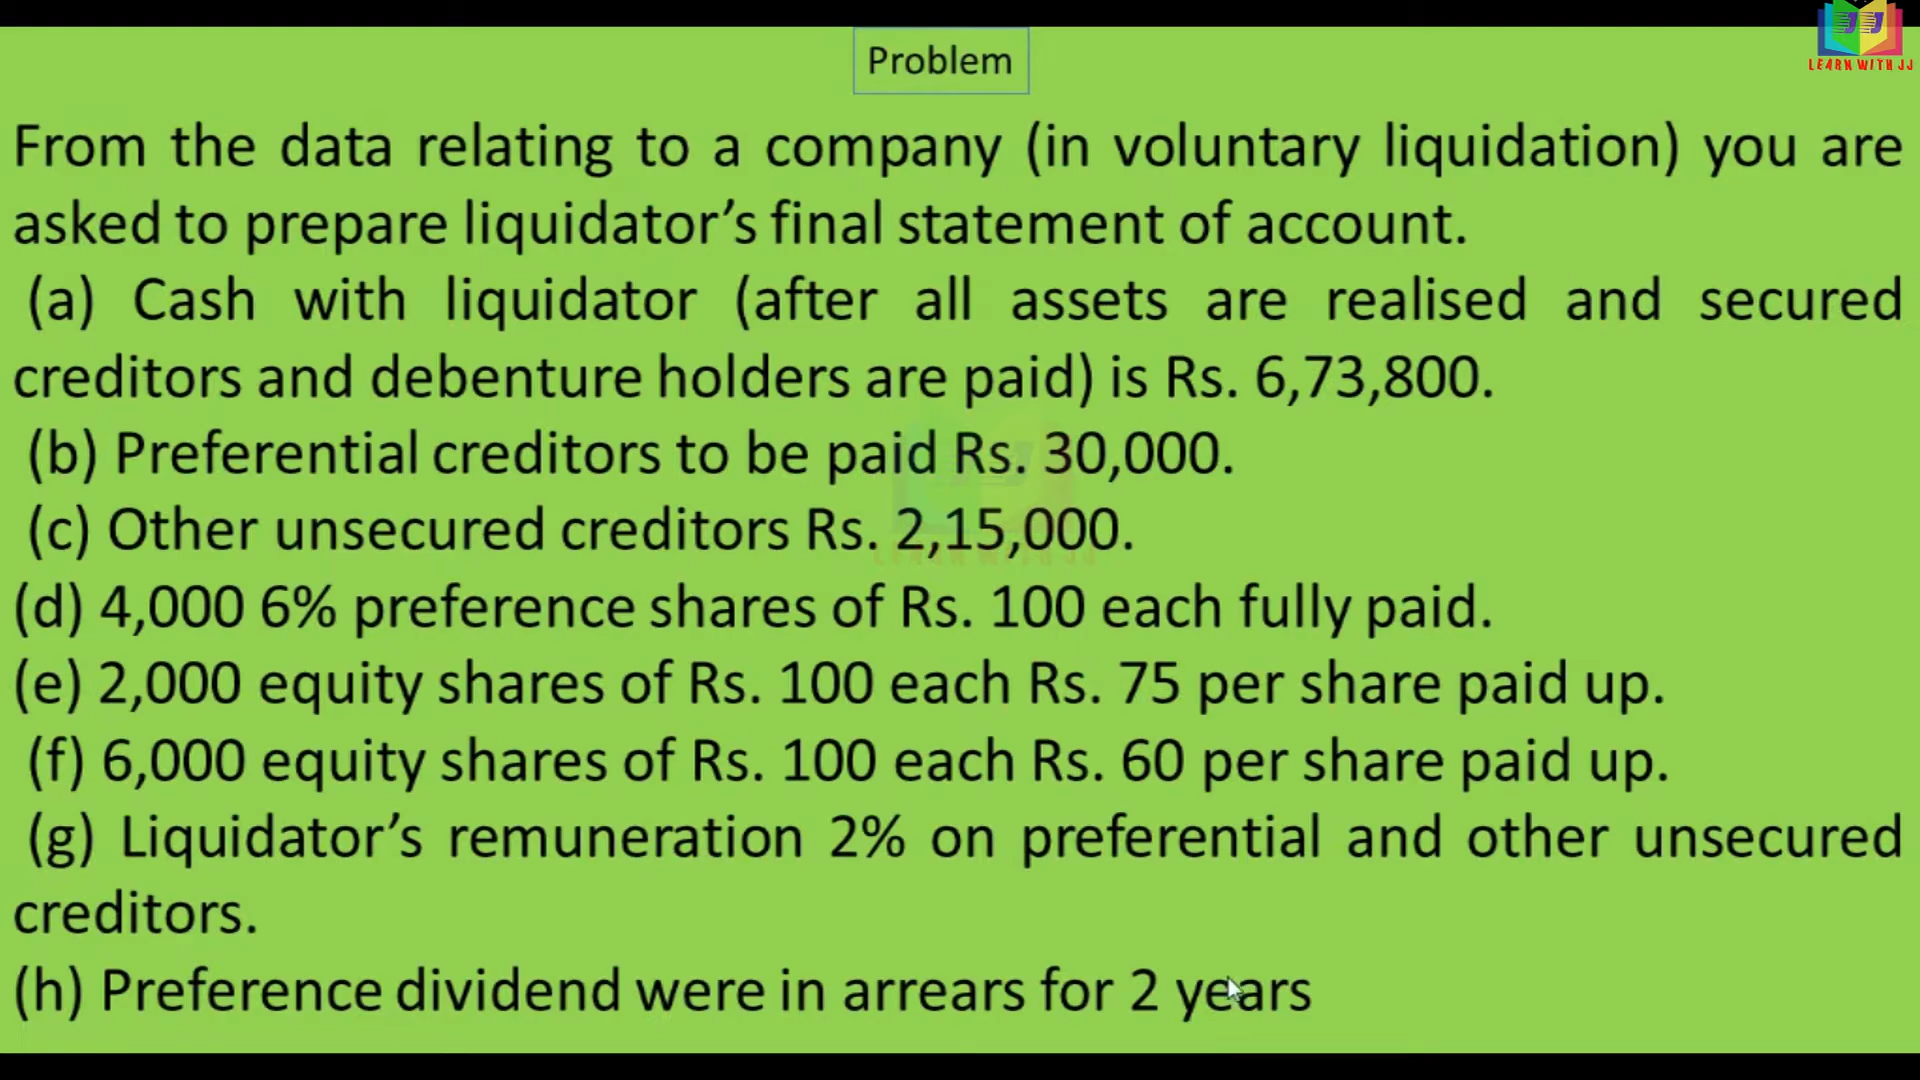 Problem
LEARN WITH JJ
From the data relating to a company (in voluntary liquidation) you are
asked to prepare liquidator’s final statement of account.
(a) Cash with liquidator (after all assets are realised and secured
creditors and debenture holders are paid) is Rs. 6,73,800.
(b) Preferential creditors to be paid Rs. 30,000.
(c) Other unsecured creditors Rs. 2,15,000.
LEARN WITH JJ
(d) 4,000 6% preference shares of Rs. 100 each fully paid.
(e) 2,000 equity shares of Rs. 100 each Rs. 75 per share paid up.
(f) 6,000 equity shares of Rs. 100 each Rs. 60 per share paid up.
(g) Liquidator’s remuneration 2% on preferential and other unsecured
creditors.
(h) Preference dividend were in arrears for 2 years